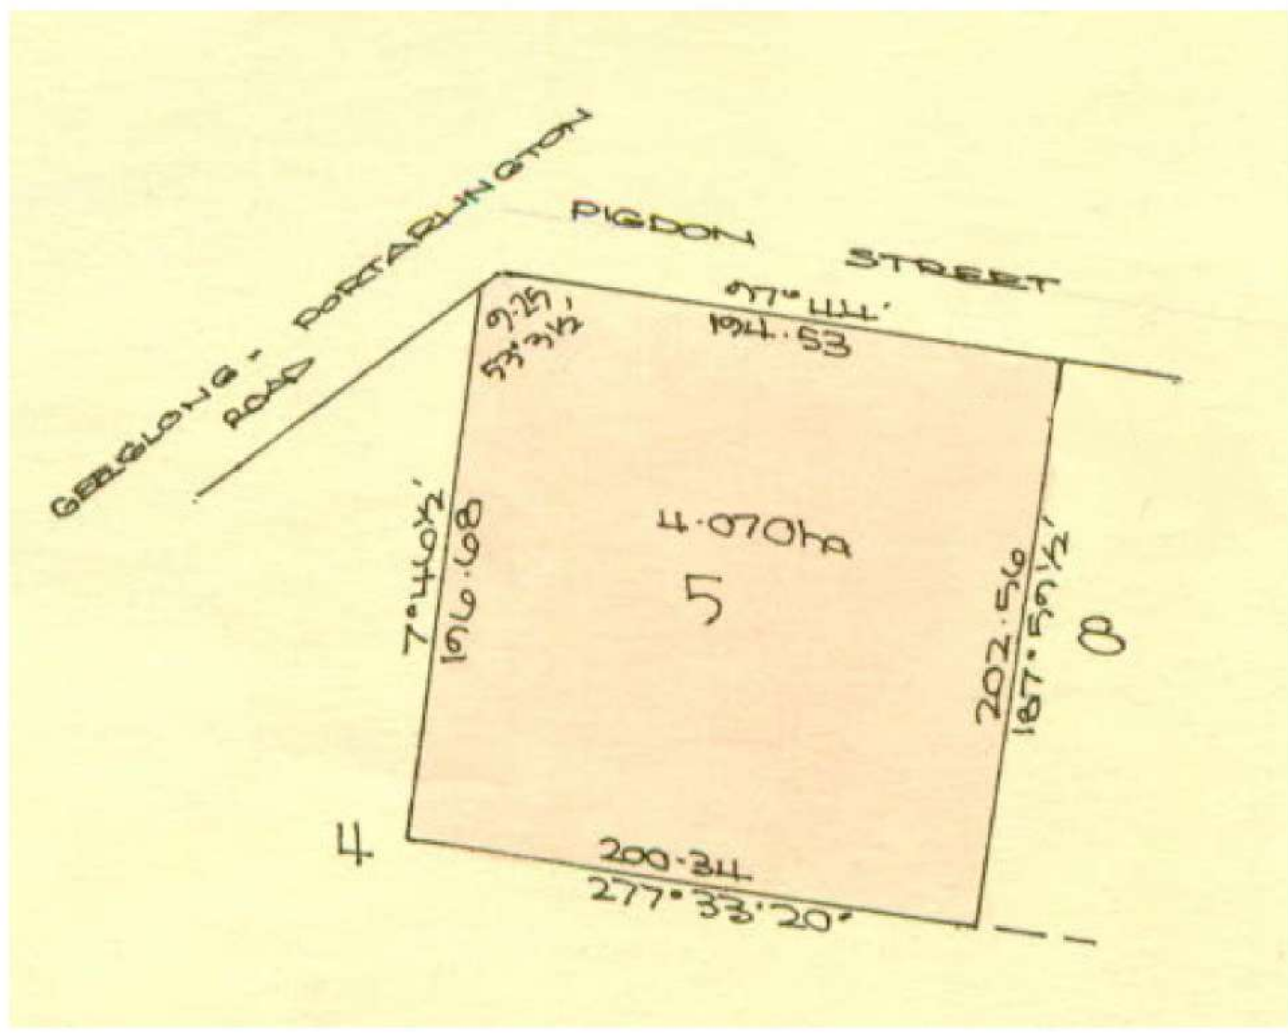 GEELONG - PORTARLINGTON
ROAD
PIGDON STREET
97° 44'
194.53
9.25
53° 3½'
7° 46½'
196.68
4.070ha
5
202.56
187° 59½'
8
4
200.34
277° 33' 20"